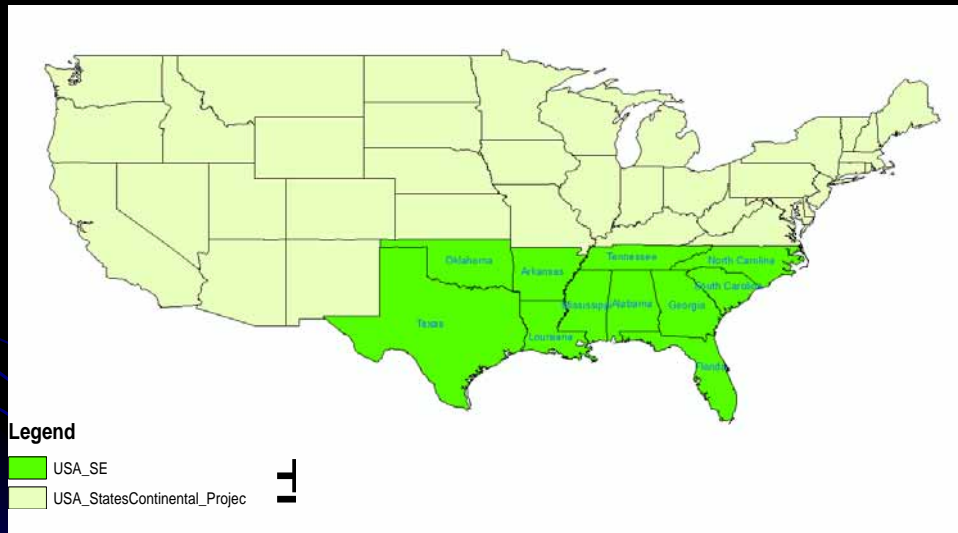 Oklahoma
Arkansas
Tennessee
North Carolina
South Carolina
Mississippi
Alabama
Georgia
Texas
Louisiana
Florida
Legend
USA_SE
USA_StatesContinental_Projec